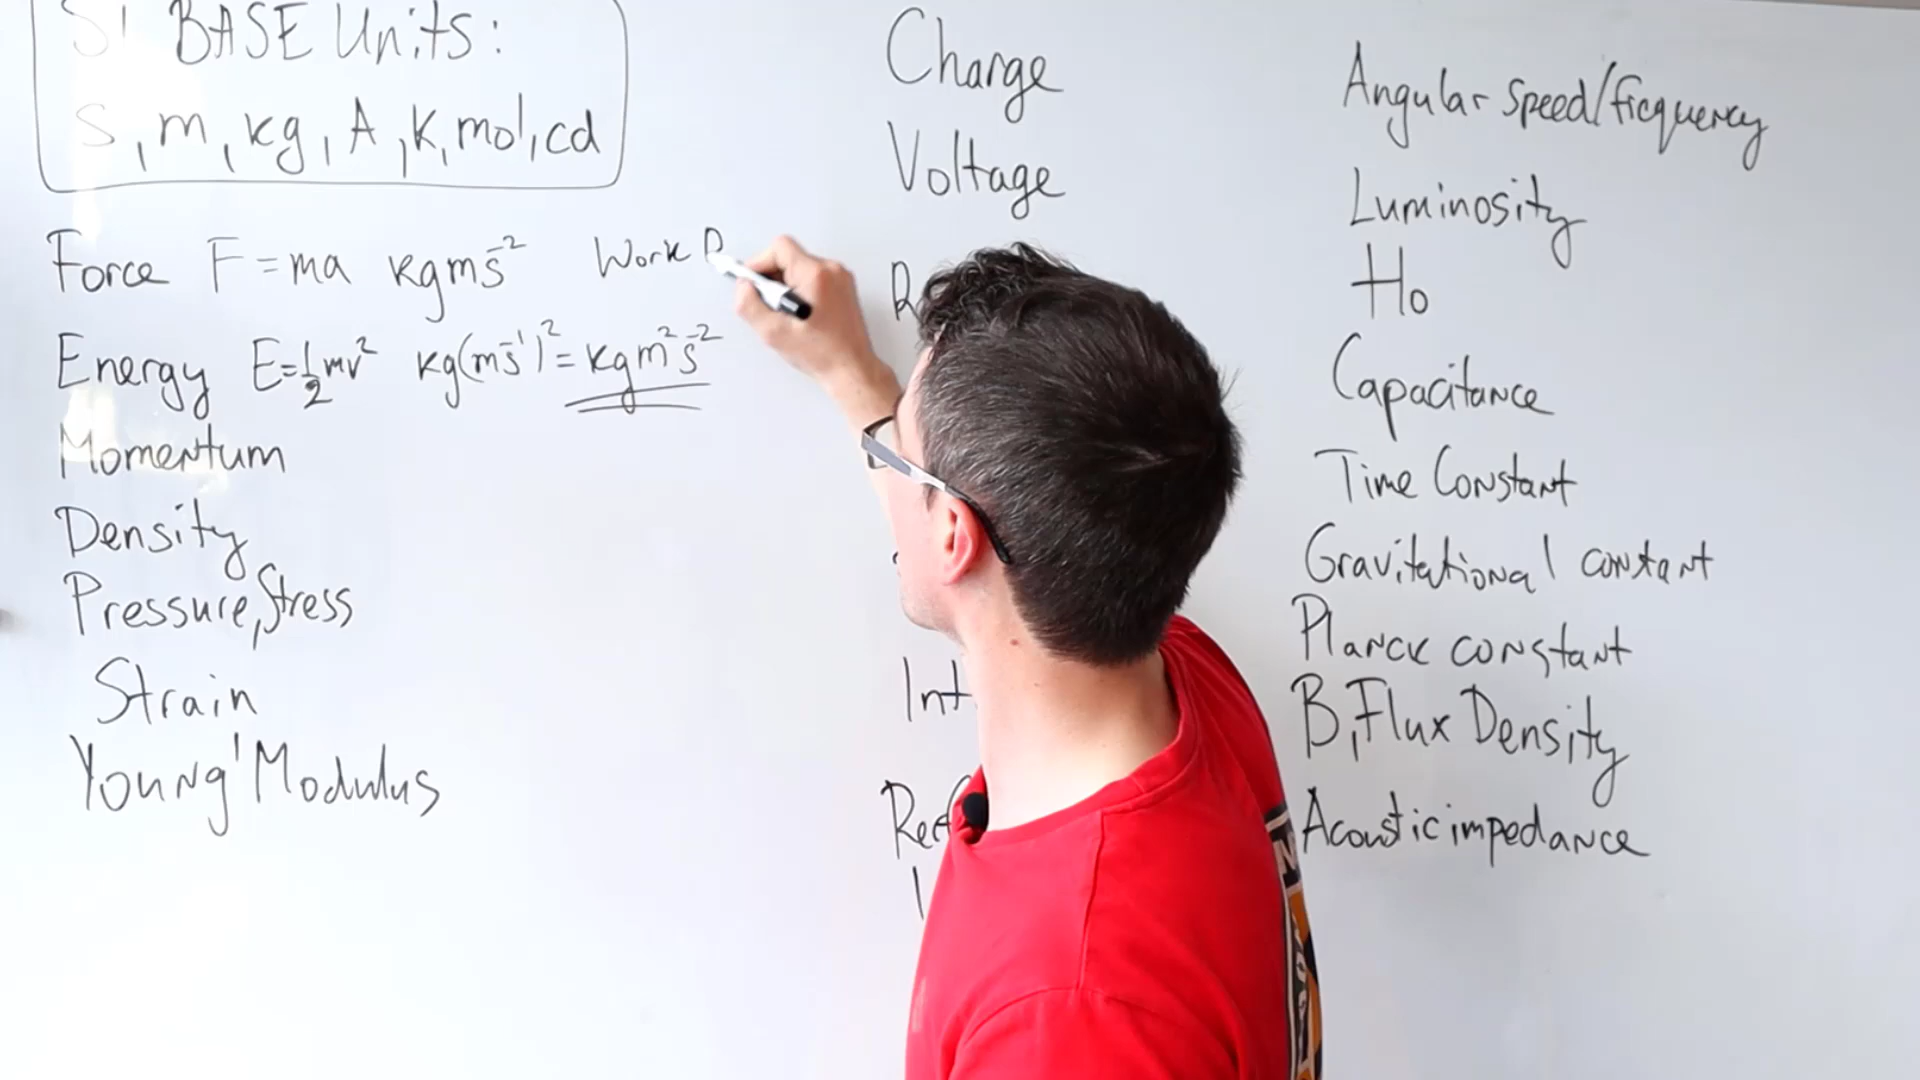 SI BASE Units:
s, m, kg, A, K, mol, cd
Force F = ma kgms⁻² Work D
Energy E=½mv² kg(ms⁻¹)² = kgm²s⁻²
Momentum
Density
Pressure, Stress
Strain
Young' Modulus
Charge
Voltage
R
Int
Ref
Angular speed/frequency
Luminosity
H₀
Capacitance
Time Constant
Gravitational constant
Planck constant
B, Flux Density
Acoustic impedance